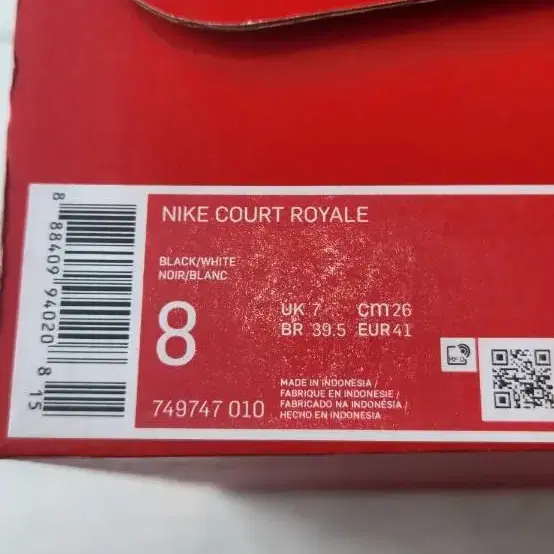 NIKE COURT ROYALE
BLACK/WHITE
NOIR/BLANC
8
UK 7 cm 26
BR 39.5 EUR 41
749747 010
MADE IN INDONESIA /
FABRIQUE EN INDONESIE /
FABRICADO NA INDONÉSIA /
HECHO EN INDONESIA
8 88409 94020 8 15